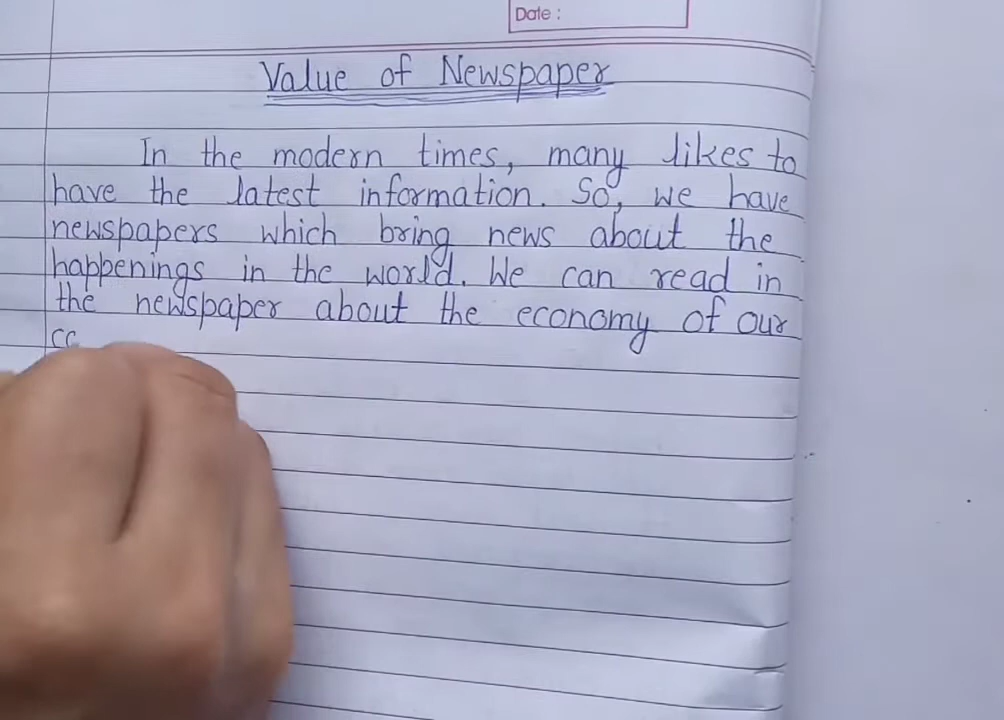 Date :
Value of Newspaper
In the modern times, many likes to
have the latest information. So, we have
newspapers which bring news about the
happenings in the world. We can read in
the newspaper about the economy of our